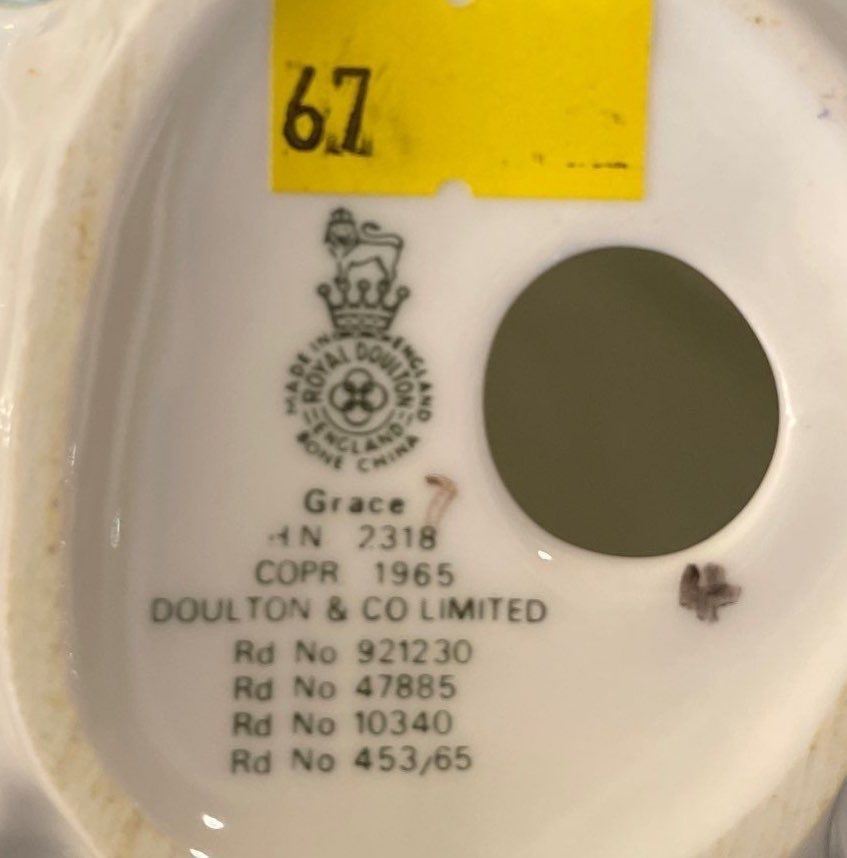 67
MADE IN ENGLAND
ROYAL DOULTON
ENGLAND
BONE CHINA
Grace 7
HN 2318
COPR 1965
DOULTON & CO LIMITED
Rd No 921230
Rd No 47885
Rd No 10340
Rd No 453/65